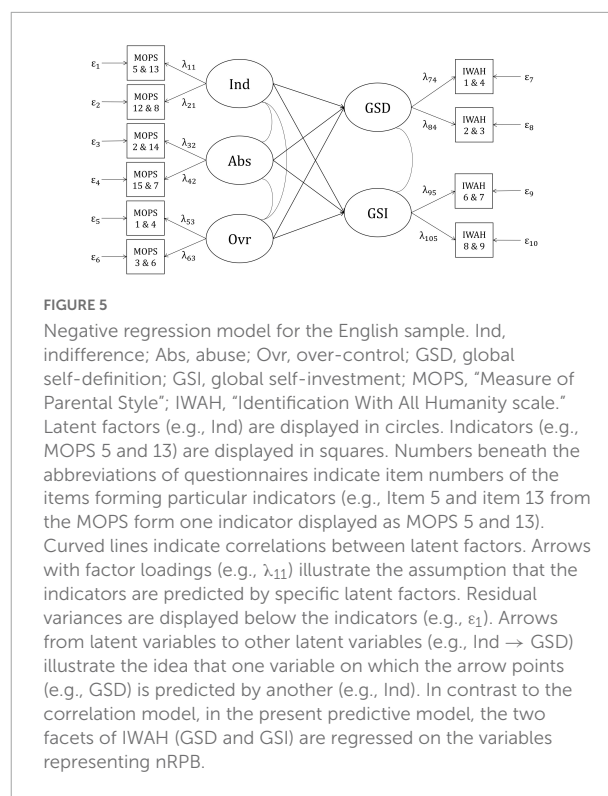 ε₁
MOPS
5 & 13
λ₁₁
ε₂
MOPS
12 & 8
λ₂₁
Ind
ε₃
MOPS
2 & 14
λ₃₂
ε₄
MOPS
15 & 7
λ₄₂
Abs
ε₅
MOPS
1 & 4
λ₅₃
ε₆
MOPS
3 & 6
λ₆₃
Ovr
GSD
λ₇₄
IWAH
1 & 4
ε₇
λ₈₄
IWAH
2 & 3
ε₈
GSI
λ₉₅
IWAH
6 & 7
ε₉
λ₁₀₅
IWAH
8 & 9
ε₁₀
FIGURE 5
Negative regression model for the English sample. Ind,
indifference; Abs, abuse; Ovr, over-control; GSD, global
self-definition; GSI, global self-investment; MOPS, “Measure of
Parental Style”; IWAH, “Identification With All Humanity scale.”
Latent factors (e.g., Ind) are displayed in circles. Indicators (e.g.,
MOPS 5 and 13) are displayed in squares. Numbers beneath the
abbreviations of questionnaires indicate item numbers of the
items forming particular indicators (e.g., Item 5 and item 13 from
the MOPS form one indicator displayed as MOPS 5 and 13).
Curved lines indicate correlations between latent factors. Arrows
with factor loadings (e.g., λ₁₁) illustrate the assumption that the
indicators are predicted by specific latent factors. Residual
variances are displayed below the indicators (e.g., ε₁). Arrows
from latent variables to other latent variables (e.g., Ind → GSD)
illustrate the idea that one variable on which the arrow points
(e.g., GSD) is predicted by another (e.g., Ind). In contrast to the
correlation model, in the present predictive model, the two
facets of IWAH (GSD and GSI) are regressed on the variables
representing nRPB.